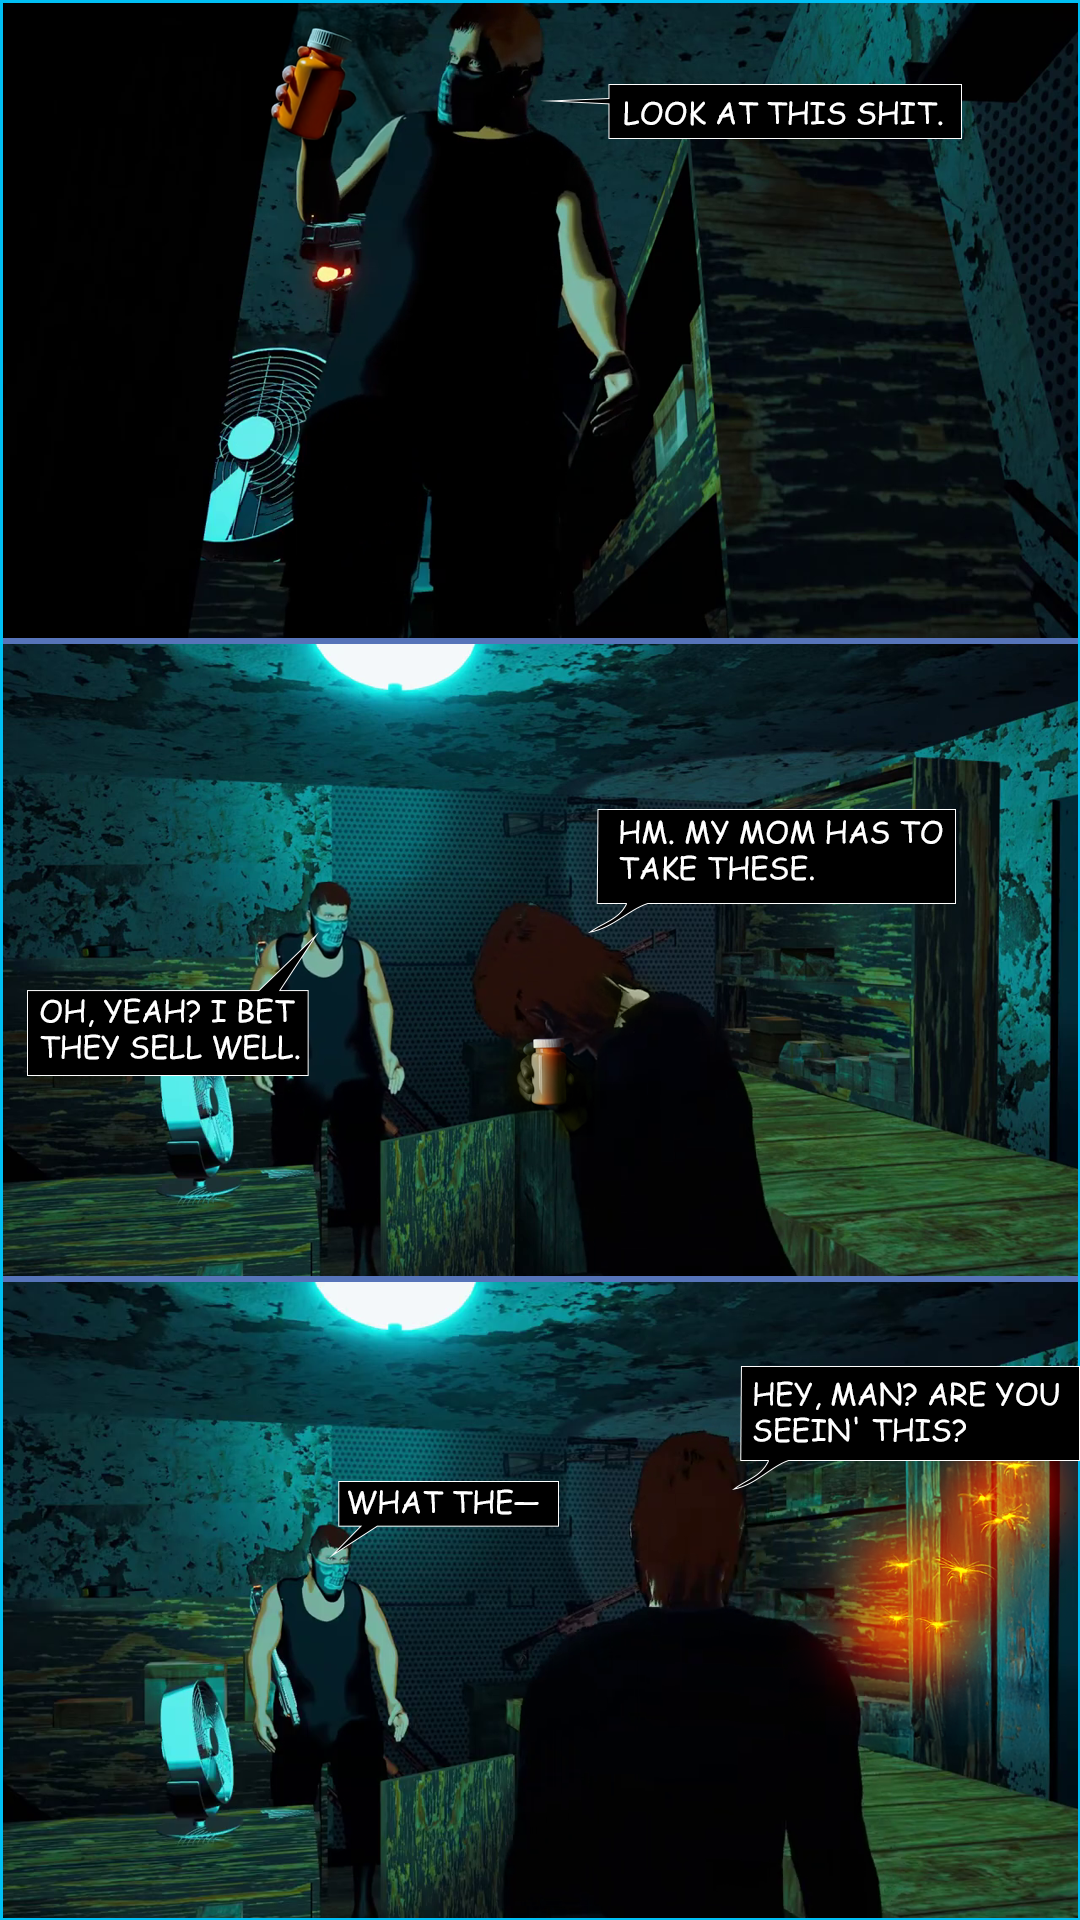 LOOK AT THIS SHIT.
HM. MY MOM HAS TO
TAKE THESE.
OH, YEAH? I BET
THEY SELL WELL.
HEY, MAN? ARE YOU
SEEIN' THIS?
WHAT THE—